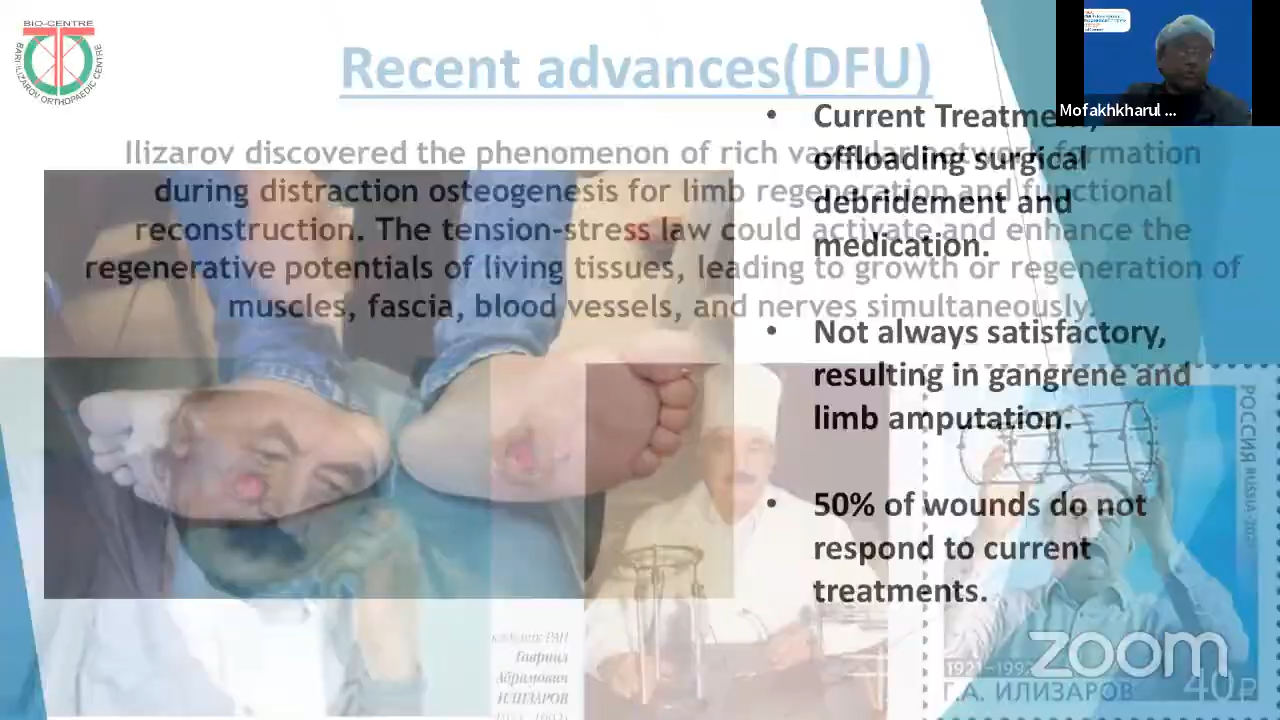 BIO-CENTRE
BARI-ILIZAROV ORTHOPAEDIC CENTRE
Recent advances(DFU)
Mofakhkharul ...
Ilizarov discovered the phenomenon of rich vascular network formation
during distraction osteogenesis for limb regeneration and functional
reconstruction. The tension-stress law could activate and enhance the
regenerative potentials of living tissues, leading to growth or regeneration of
muscles, fascia, blood vessels, and nerves simultaneously.
• Current Treatment,
offloading surgical
debridement and
medication.
• Not always satisfactory,
resulting in gangrene and
limb amputation.
• 50% of wounds do not
respond to current
treatments.
РАН
Гавриил
Абрамович
ИЛИЗАРОВ
РОССИЯ RUSSIA
Г.А. ИЛИЗАРОВ
40₽
zoom